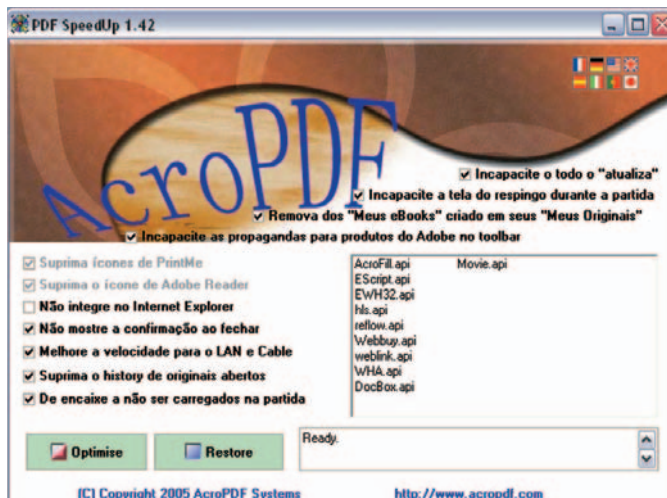 PDF SpeedUp 1.42
AcroPDF
Incapacite o todo o "atualiza"
Incapacite a tela do respingo durante a partida
Remova dos "Meus eBooks" criado em seus "Meus Originais"
Incapacite as propagandas para produtos do Adobe no toolbar
Suprima ícones de PrintMe
Suprima o ícone de Adobe Reader
Não integre no Internet Explorer
Não mostre a confirmação ao fechar
Melhore a velocidade para o LAN e Cable
Suprima o history de originais abertos
De encaixe a não ser carregados na partida
AcroFill.api Movie.api
EScript.api
EWH32.api
hls.api
reflow.api
Webbuy.api
weblink.api
WHA.api
DocBox.api
Optimise Restore
Ready.
(C) Copyright 2005 AcroPDF Systems http://www.acropdf.com